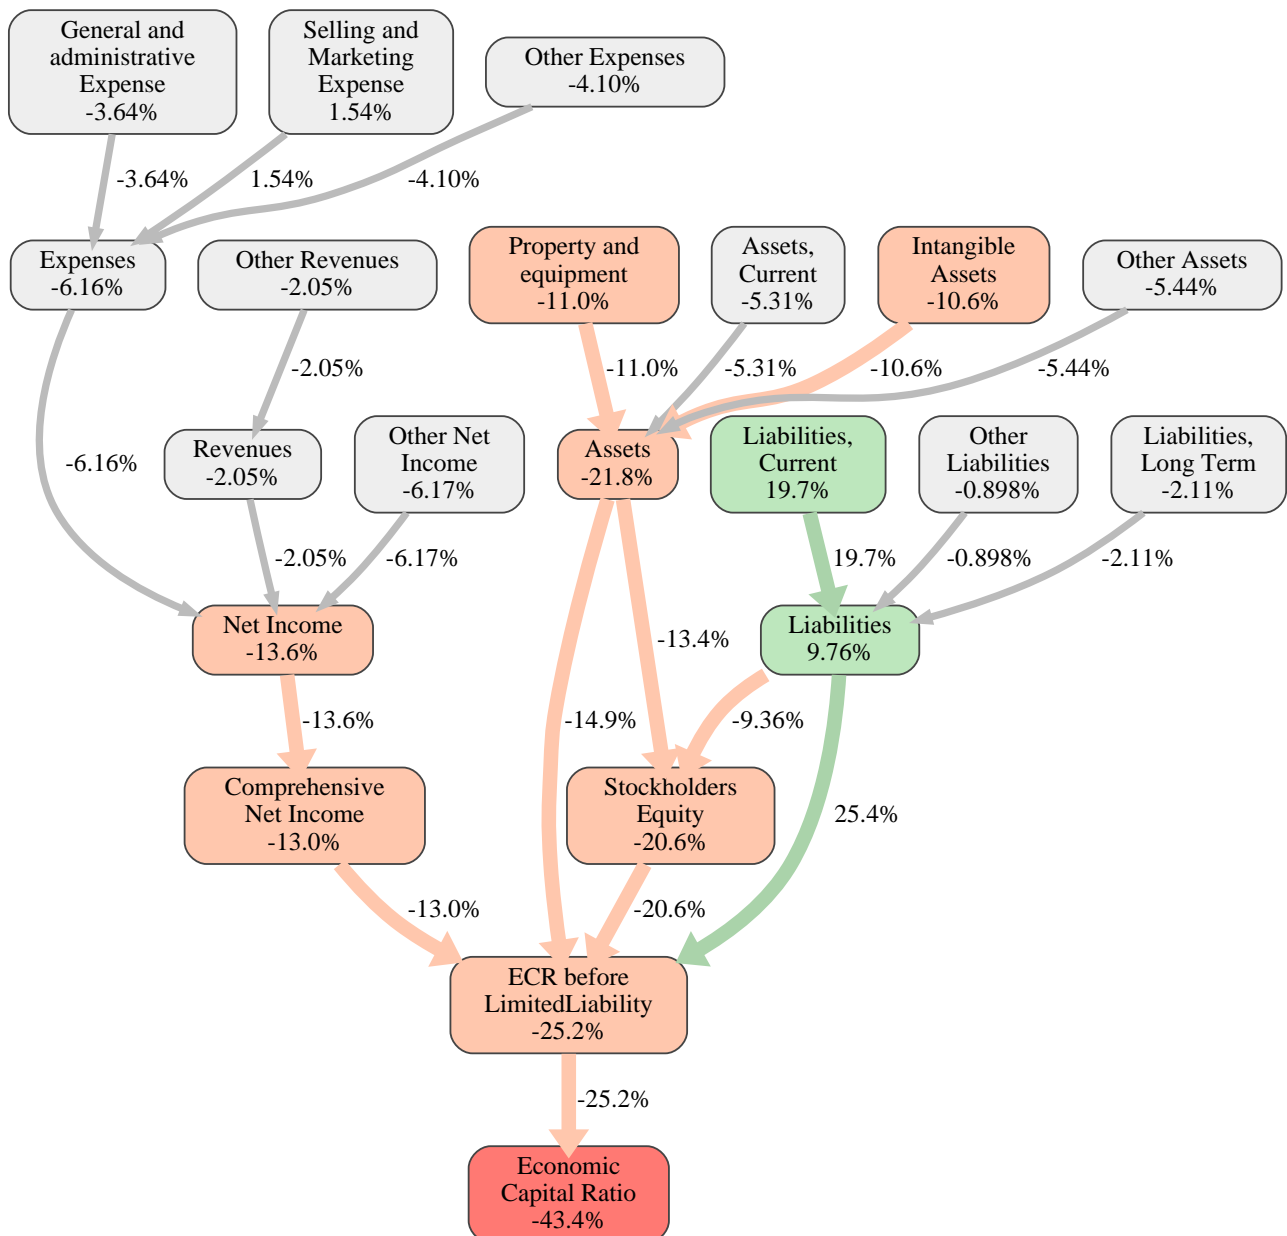 General and
administrative
Expense
-3.64%
Selling and
Marketing
Expense
1.54%
Other Expenses
-4.10%
-3.64%
1.54%
-4.10%
Expenses
-6.16%
Other Revenues
-2.05%
Property and
equipment
-11.0%
Assets,
Current
-5.31%
Intangible
Assets
-10.6%
Other Assets
-5.44%
-2.05%
-11.0%
-5.31%
-10.6%
-5.44%
-6.16%
Revenues
-2.05%
Other Net
Income
-6.17%
Assets
-21.8%
Liabilities,
Current
19.7%
Other
Liabilities
-0.898%
Liabilities,
Long Term
-2.11%
-2.05%
-6.17%
19.7%
-0.898%
-2.11%
Net Income
-13.6%
-13.4%
Liabilities
9.76%
-13.6%
-14.9%
-9.36%
Comprehensive
Net Income
-13.0%
Stockholders
Equity
-20.6%
25.4%
-13.0%
-20.6%
ECR before
LimitedLiability
-25.2%
-25.2%
Economic
Capital Ratio
-43.4%